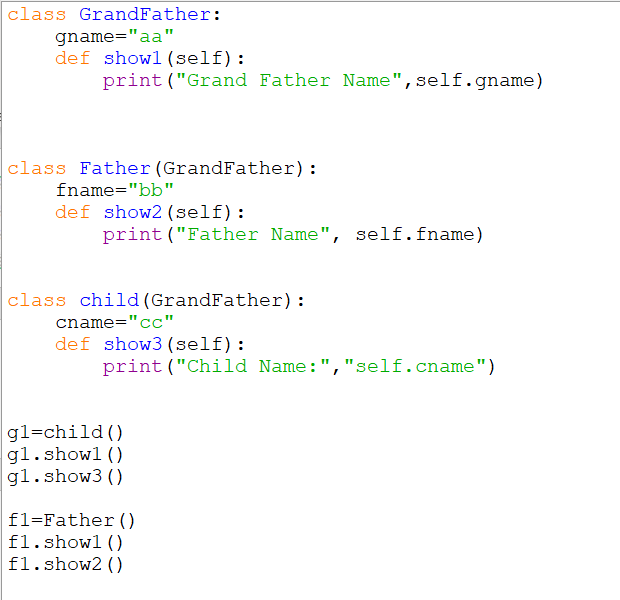 class GrandFather:
    gname="aa"
    def show1(self):
        print("Grand Father Name",self.gname)
class Father(GrandFather):
    fname="bb"
    def show2(self):
        print("Father Name", self.fname)
class child(GrandFather):
    cname="cc"
    def show3(self):
        print("Child Name:","self.cname")
g1=child()
g1.show1()
g1.show3()
f1=Father()
f1.show1()
f1.show2()